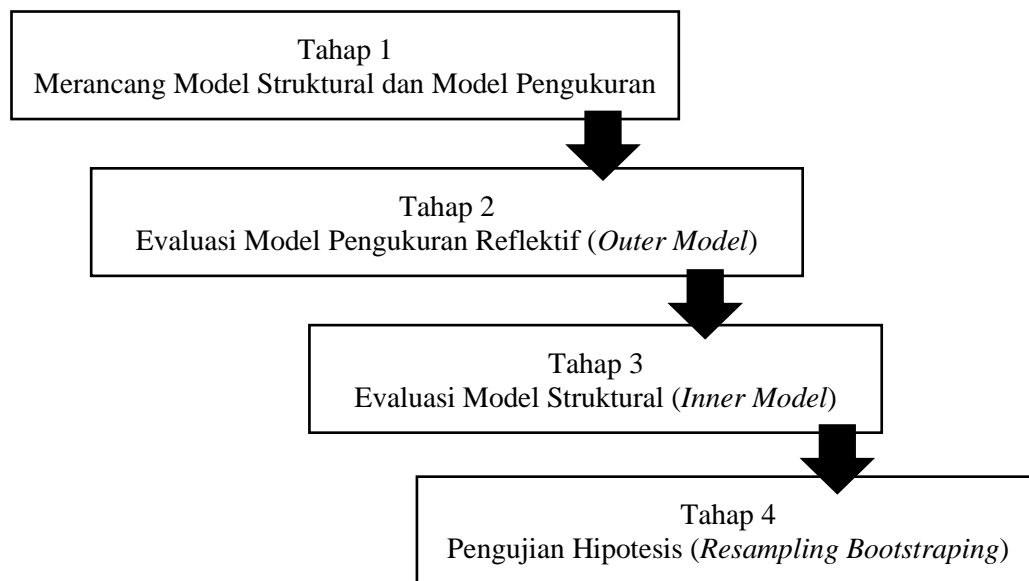 Tahap 1
Merancang Model Struktural dan Model Pengukuran
Tahap 2
Evaluasi Model Pengukuran Reflektif (Outer Model)
Tahap 3
Evaluasi Model Struktural (Inner Model)
Tahap 4
Pengujian Hipotesis (Resampling Bootstraping)